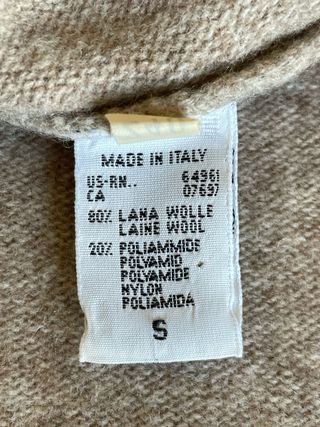 MADE IN ITALY
US-RN.. 64961
CA 07697
80% LANA WOLLE
LAINE WOOL
20% POLIAMMIDE
POLYAMID
POLYAMIDE
NYLON
POLIAMIDA
S